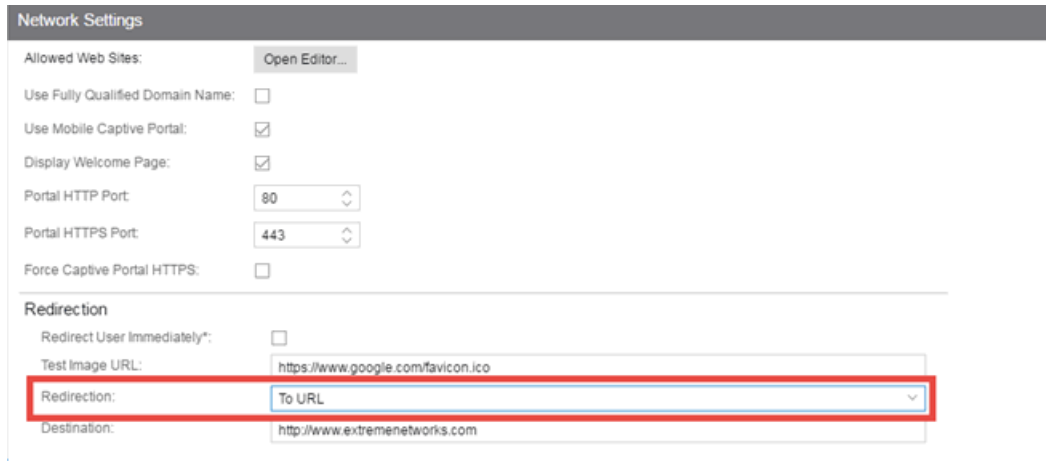 Network Settings
Allowed Web Sites: Open Editor...
Use Fully Qualified Domain Name:
Use Mobile Captive Portal:
Display Welcome Page:
Portal HTTP Port: 80
Portal HTTPS Port: 443
Force Captive Portal HTTPS:
Redirection
Redirect User Immediately*:
Test Image URL: https://www.google.com/favicon.ico
Redirection: To URL
Destination: http://www.extremenetworks.com